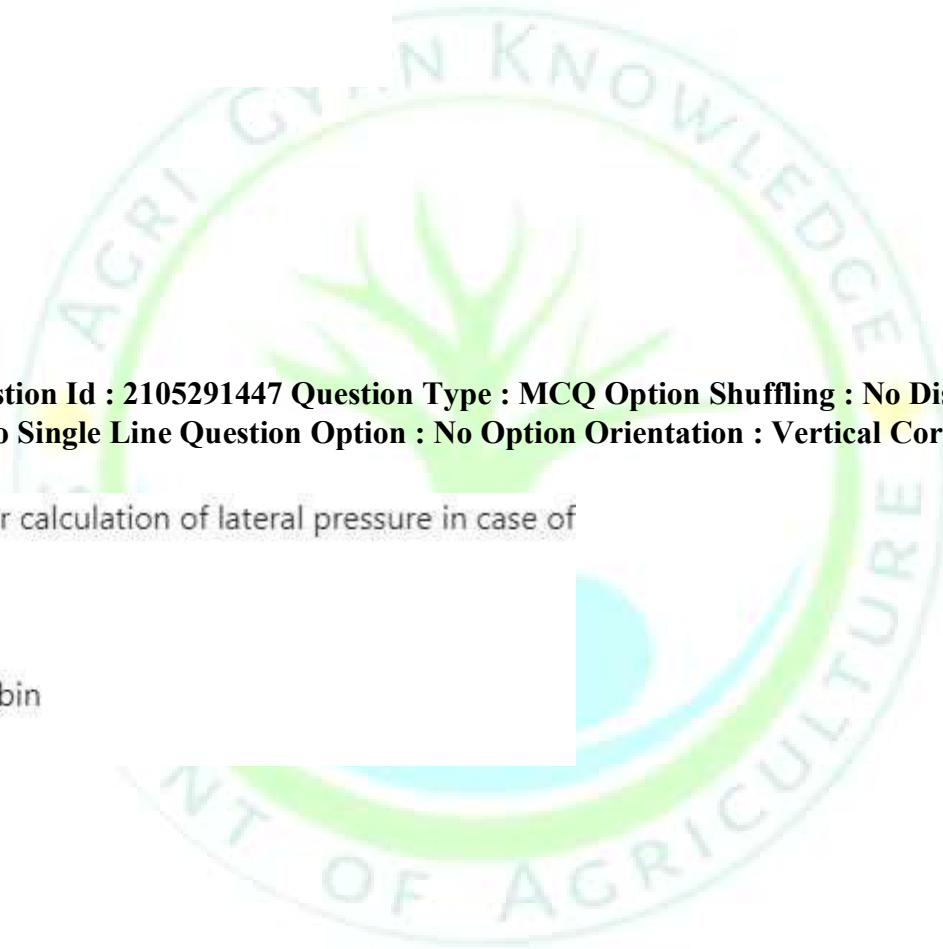 AGRI GYAN KNOWLEDGE
stion Id : 2105291447 Question Type : MCQ Option Shuffling : No Dis
o Single Line Question Option : No Option Orientation : Vertical Cor
r calculation of lateral pressure in case of
bin
NT OF AGRICULTURE